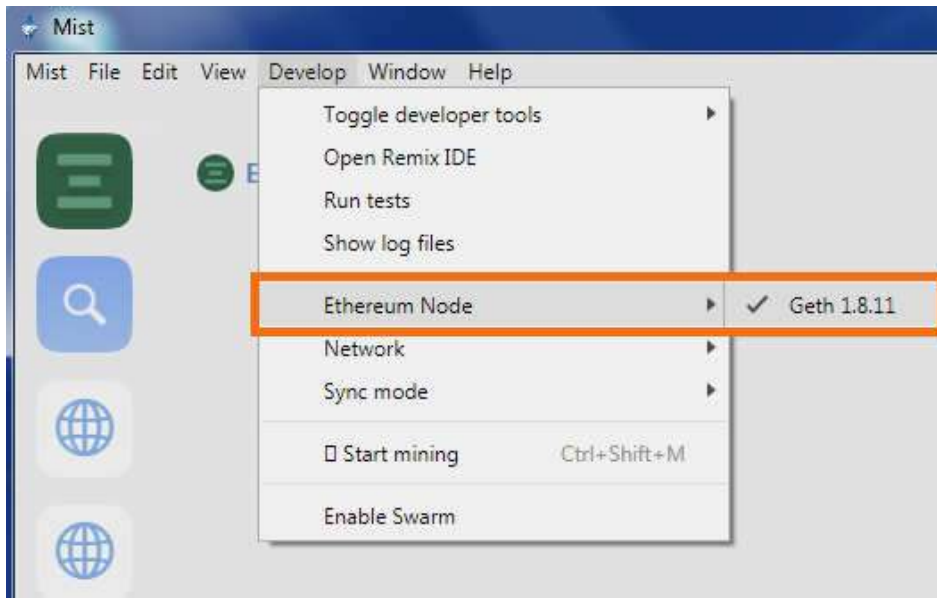 Mist
Mist File Edit View Develop Window Help
Toggle developer tools
Open Remix IDE
Run tests
Show log files
Ethereum Node
Geth 1.8.11
Network
Sync mode
Start mining Ctrl+Shift+M
Enable Swarm